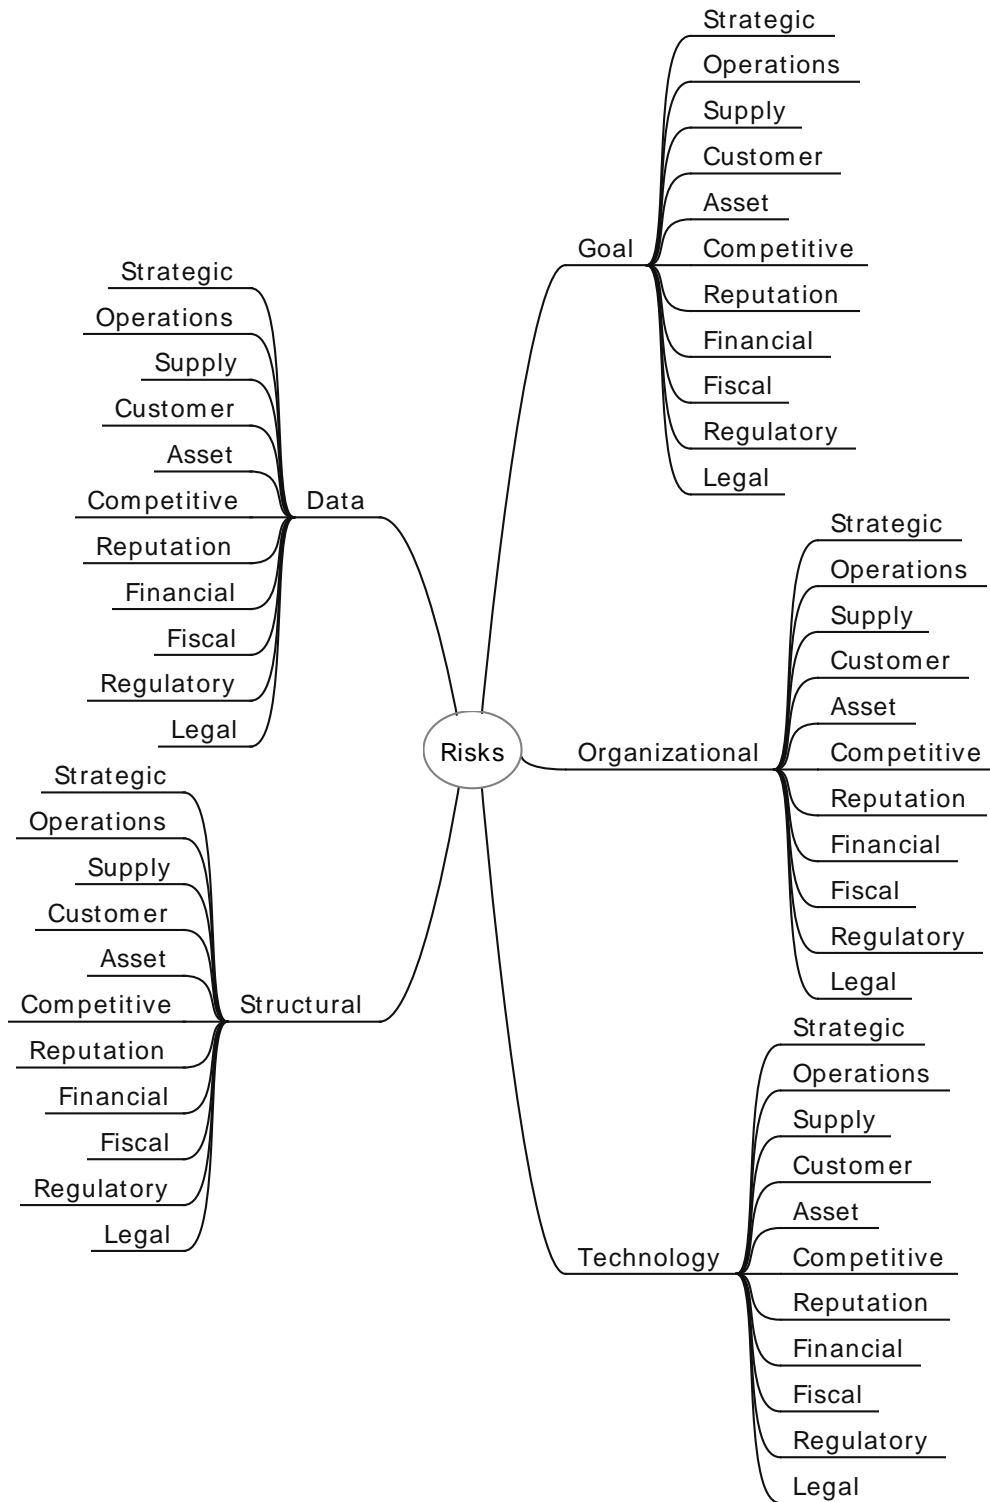 Risks
Goal
Strategic
Operations
Supply
Customer
Asset
Competitive
Reputation
Financial
Fiscal
Regulatory
Legal
Organizational
Strategic
Operations
Supply
Customer
Asset
Competitive
Reputation
Financial
Fiscal
Regulatory
Legal
Technology
Strategic
Operations
Supply
Customer
Asset
Competitive
Reputation
Financial
Fiscal
Regulatory
Legal
Data
Strategic
Operations
Supply
Customer
Asset
Competitive
Reputation
Financial
Fiscal
Regulatory
Legal
Structural
Strategic
Operations
Supply
Customer
Asset
Competitive
Reputation
Financial
Fiscal
Regulatory
Legal